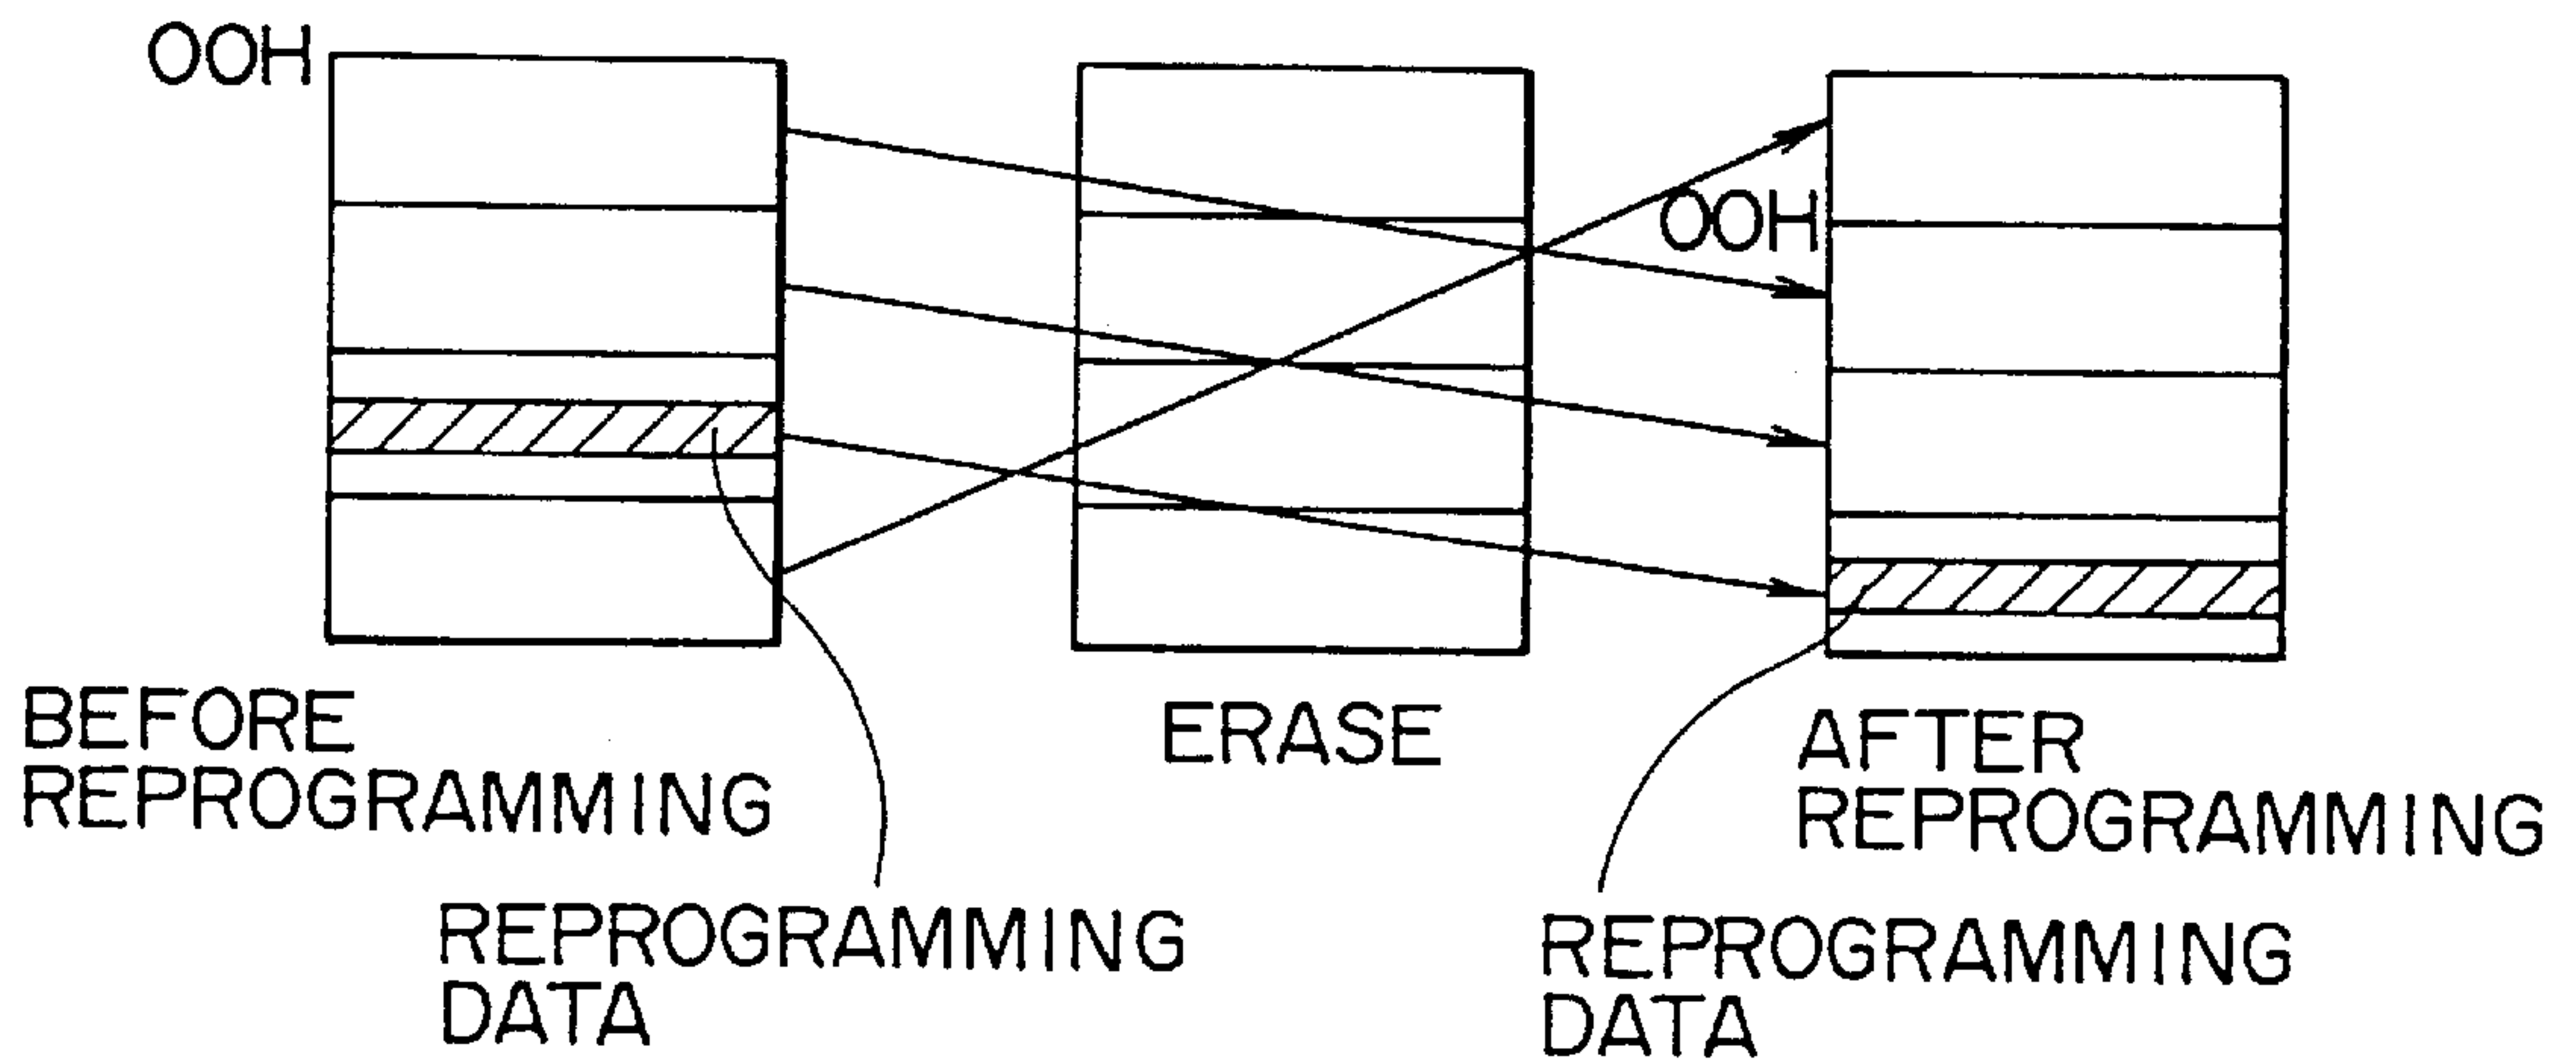 OOH
OOH
BEFORE
REPROGRAMMING
ERASE
AFTER
REPROGRAMMING
REPROGRAMMING
DATA
REPROGRAMMING
DATA